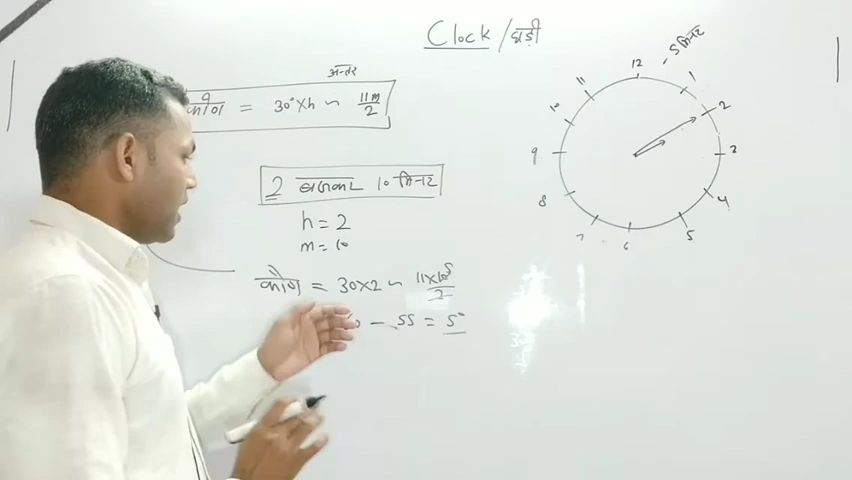 Clock/घड़ी
अन्तर
कोण = 30°×h ~ 11m/2
2 बजकर 10 मिनट
h = 2
m = 10
कोण = 30×2 ~ 11×10⁵/2
- 55 = 5°
5 मिनट
12
1
2
3
4
5
6
7
8
9
10
11